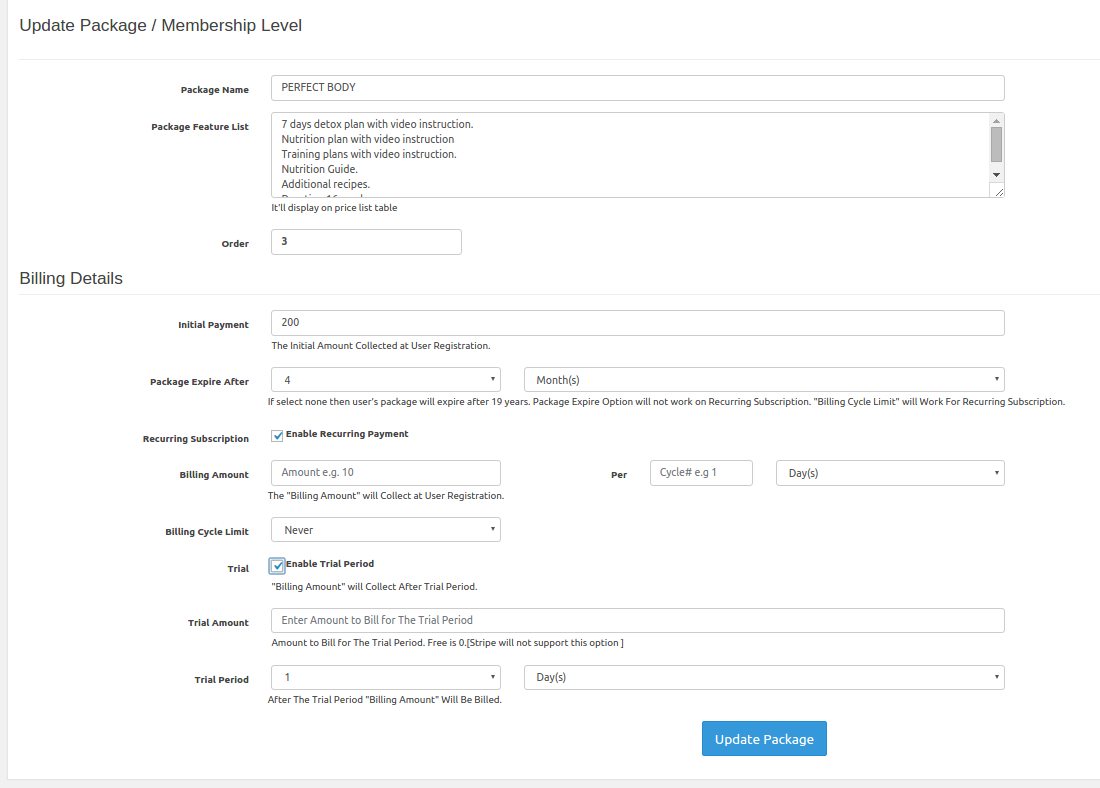 Update Package / Membership Level
Package Name PERFECT BODY
Package Feature List 7 days detox plan with video instruction.
Nutrition plan with video instruction
Training plans with video instruction.
Nutrition Guide.
Additional recipes.
It'll display on price list table
Order 3
Billing Details
Initial Payment 200
The Initial Amount Collected at User Registration.
Package Expire After 4 Month(s)
If select none then user's package will expire after 19 years. Package Expire Option will not work on Recurring Subscription. "Billing Cycle Limit" will Work For Recurring Subscription.
Recurring Subscription Enable Recurring Payment
Billing Amount Amount e.g. 10 Per Cycle# e.g 1 Day(s)
The "Billing Amount" will Collect at User Registration.
Billing Cycle Limit Never
Trial Enable Trial Period
"Billing Amount" will Collect After Trial Period.
Trial Amount Enter Amount to Bill for The Trial Period
Amount to Bill for The Trial Period. Free is 0.[Stripe will not support this option ]
Trial Period 1 Day(s)
After The Trial Period "Billing Amount" Will Be Billed.
Update Package